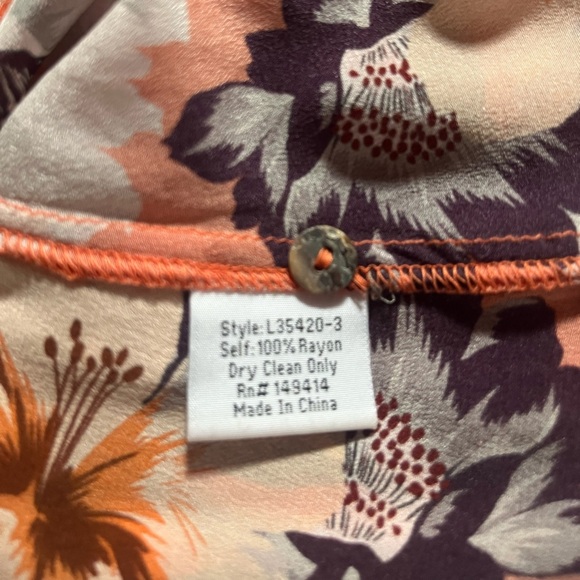 Style: L35420-3
Self: 100% Rayon
Dry Clean Only
Rn# 149414
Made In China